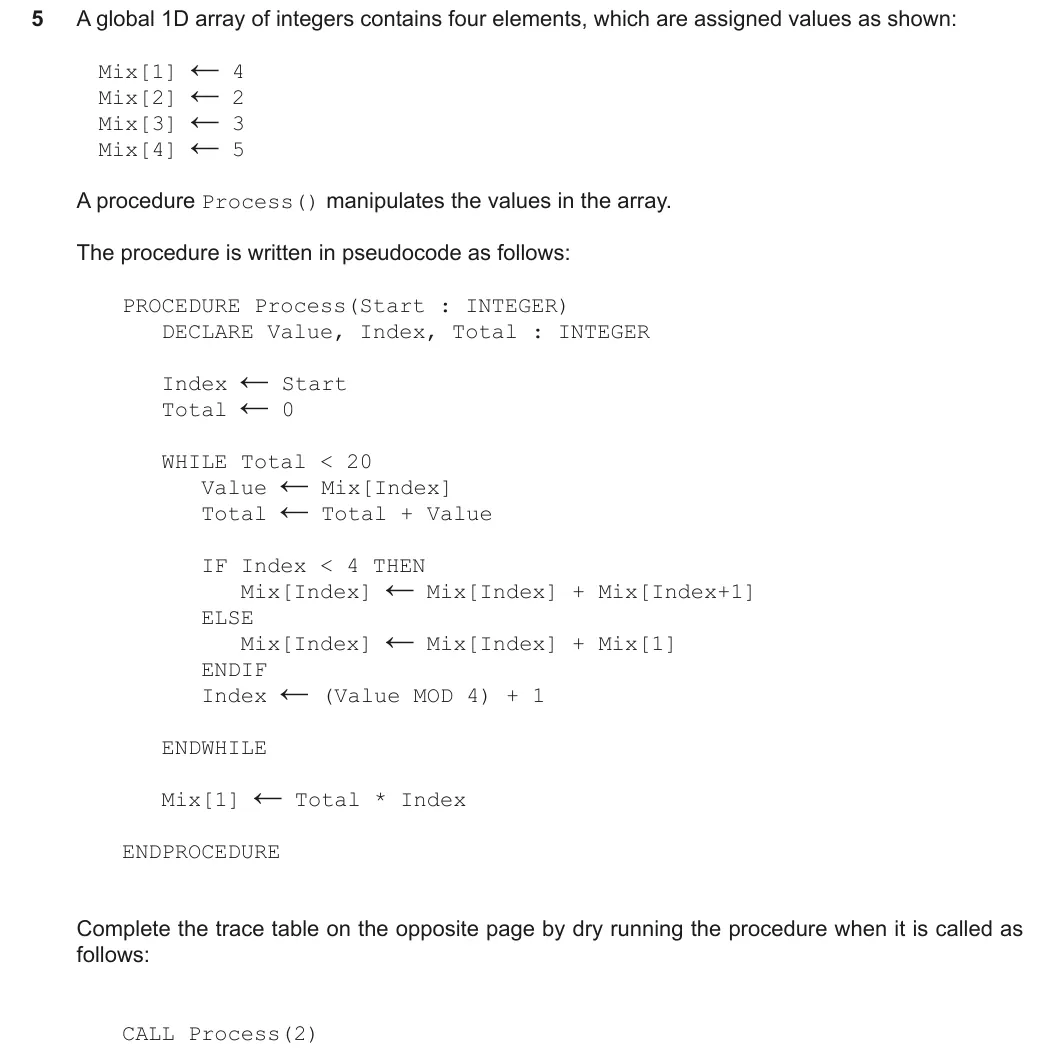 5 A global 1D array of integers contains four elements, which are assigned values as shown:
Mix[1] ← 4
Mix[2] ← 2
Mix[3] ← 3
Mix[4] ← 5
A procedure Process() manipulates the values in the array.
The procedure is written in pseudocode as follows:
PROCEDURE Process(Start : INTEGER)
DECLARE Value, Index, Total : INTEGER
Index ← Start
Total ← 0
WHILE Total < 20
Value ← Mix[Index]
Total ← Total + Value
IF Index < 4 THEN
Mix[Index] ← Mix[Index] + Mix[Index+1]
ELSE
Mix[Index] ← Mix[Index] + Mix[1]
ENDIF
Index ← (Value MOD 4) + 1
ENDWHILE
Mix[1] ← Total * Index
ENDPROCEDURE
Complete the trace table on the opposite page by dry running the procedure when it is called as
follows:
CALL Process(2)